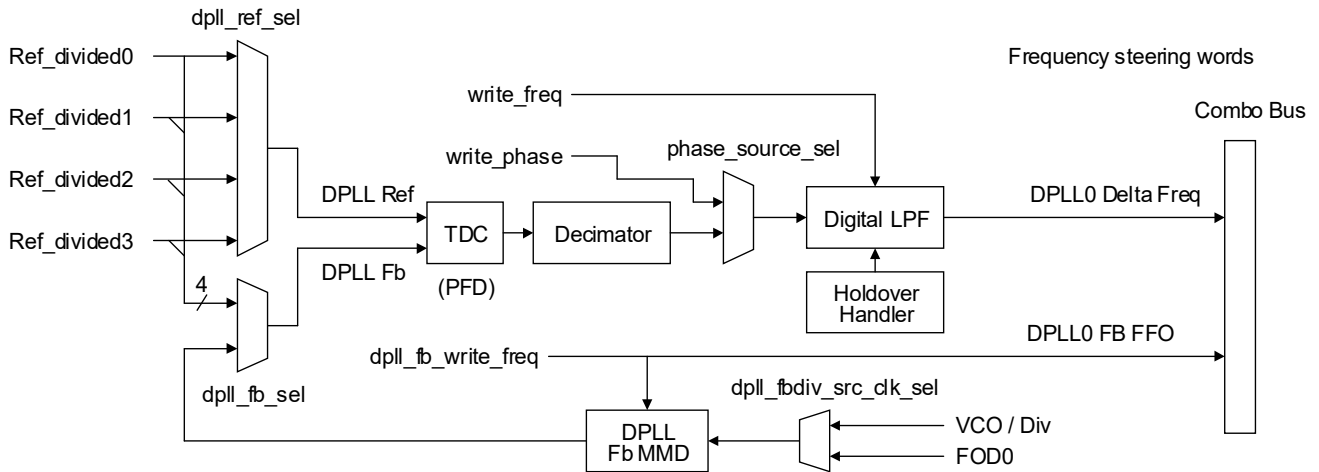 dpll_ref_sel
Ref_divided0
Ref_divided1
Ref_divided2
Ref_divided3
4
dpll_fb_sel
DPLL Ref
DPLL Fb
TDC
(PFD)
Decimator
write_freq
write_phase
phase_source_sel
Digital LPF
Holdover
Handler
Frequency steering words
Combo Bus
DPLL0 Delta Freq
DPLL0 FB FFO
dpll_fb_write_freq
dpll_fbdiv_src_clk_sel
DPLL
Fb MMD
VCO / Div
FOD0